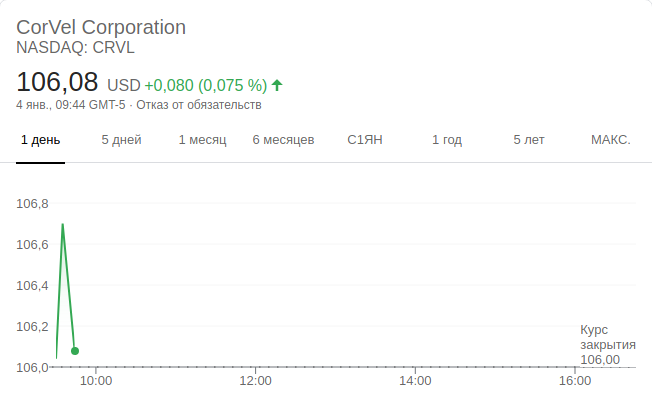 CorVel Corporation
NASDAQ: CRVL
106,08 USD +0,080 (0,075 %)
4 янв., 09:44 GMT-5 · Отказ от обязательств
1 день 5 дней 1 месяц 6 месяцев С1ЯН 1 год 5 лет МАКС.
106,8
106,6
106,4
106,2
106,0
Курс
закрытия
106,00
10:00 12:00 14:00 16:00